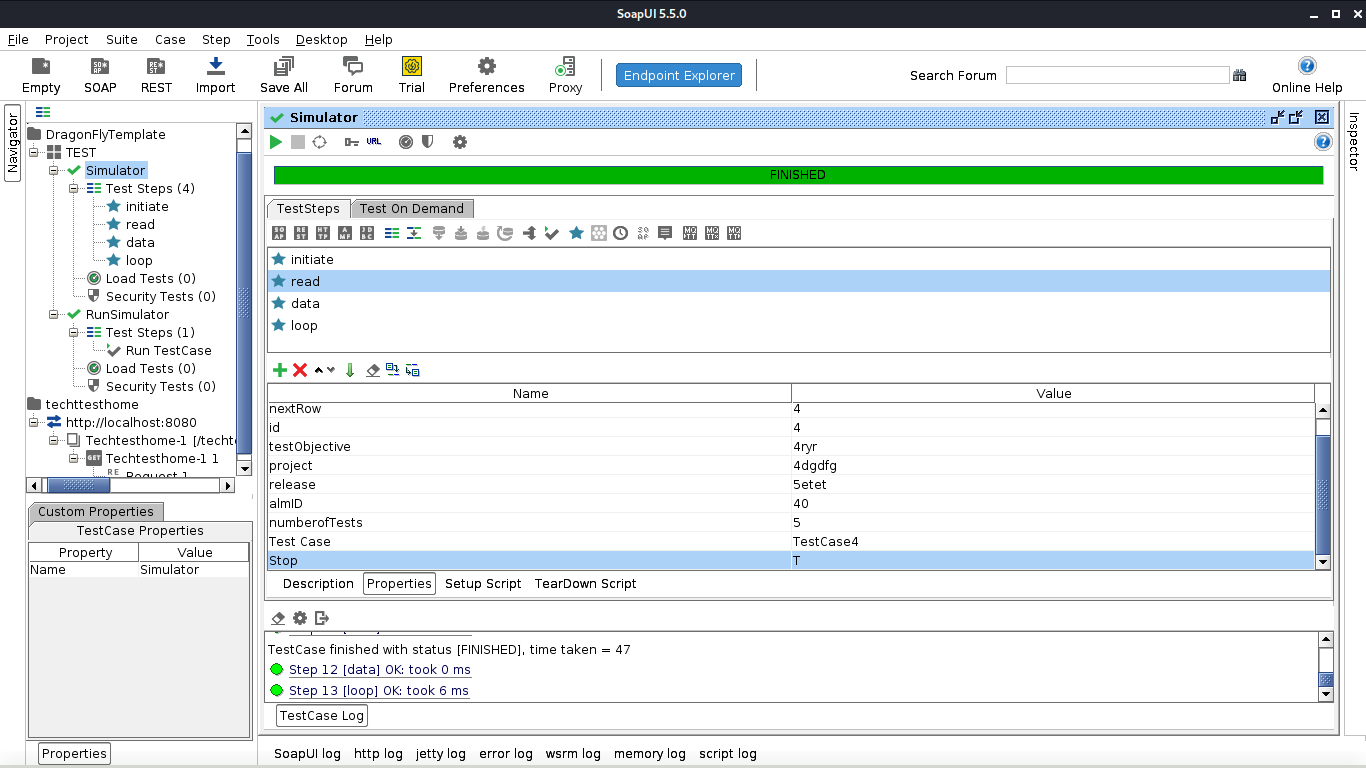 SoapUI 5.5.0
File Project Suite Case Step Tools Desktop Help
Empty SOAP REST Import Save All Forum Trial Preferences Proxy Endpoint Explorer Search Forum Online Help
Navigator
DragonFlyTemplate
TEST
Simulator
Test Steps (4)
initiate
read
data
loop
Load Tests (0)
Security Tests (0)
RunSimulator
Test Steps (1)
Run TestCase
Load Tests (0)
Security Tests (0)
techttesthome
http://localhost:8080
Techtesthome-1 [/techte
GET Techtesthome-1 1
RE Request 1
Custom Properties
TestCase Properties
Property Value
Name Simulator
Properties
Simulator
URL
FINISHED
TestSteps Test On Demand
initiate
read
data
loop
Name Value
nextRow 4
id 4
testObjective 4ryr
project 4dgdfg
release 5etet
almID 40
numberofTests 5
Test Case TestCase4
Stop T
Description Properties Setup Script TearDown Script
TestCase finished with status [FINISHED], time taken = 47
Step 12 [data] OK: took 0 ms
Step 13 [loop] OK: took 6 ms
TestCase Log
SoapUI log http log jetty log error log wsrm log memory log script log
Inspector